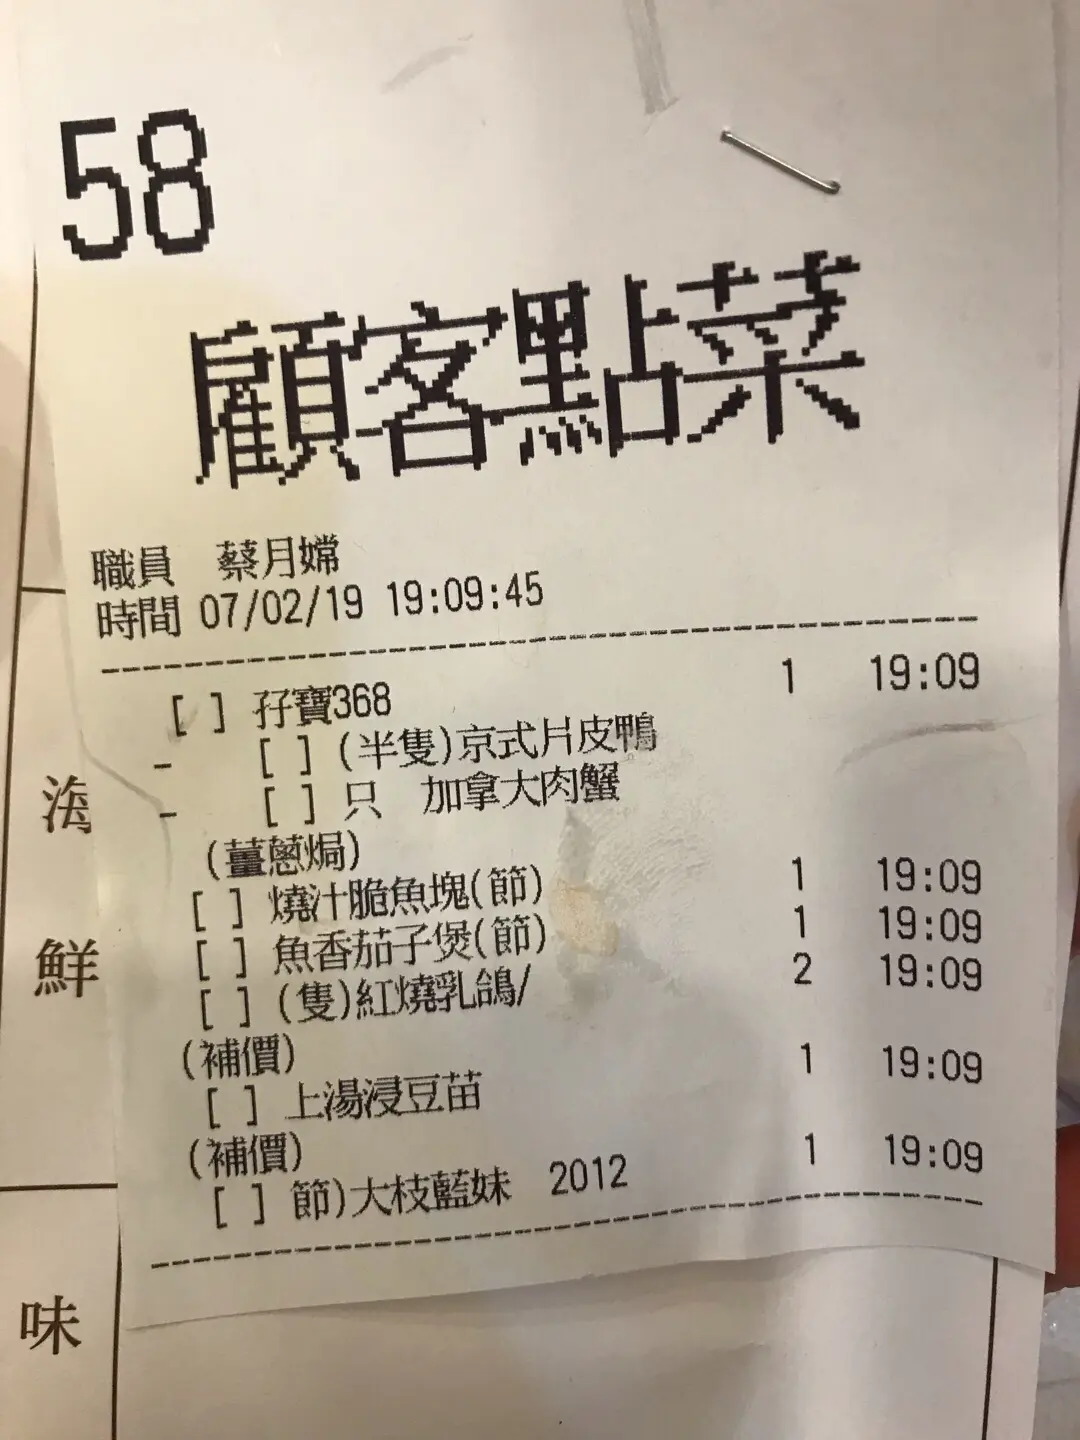 58
顧客點菜
職員 蔡月嫦
時間 07/02/19 19:09:45
[ ] 孖寶368 1 19:09
- [ ] (半隻)京式片皮鴨
- [ ] 只 加拿大肉蟹
(薑蔥焗)
[ ] 燒汁脆魚塊(節) 1 19:09
[ ] 魚香茄子煲(節) 1 19:09
[ ] (隻)紅燒乳鴿/ 2 19:09
(補價)
[ ] 上湯浸豆苗 1 19:09
(補價)
[ ] 節)大枝藍妹 2012 1 19:09
海
鮮
味